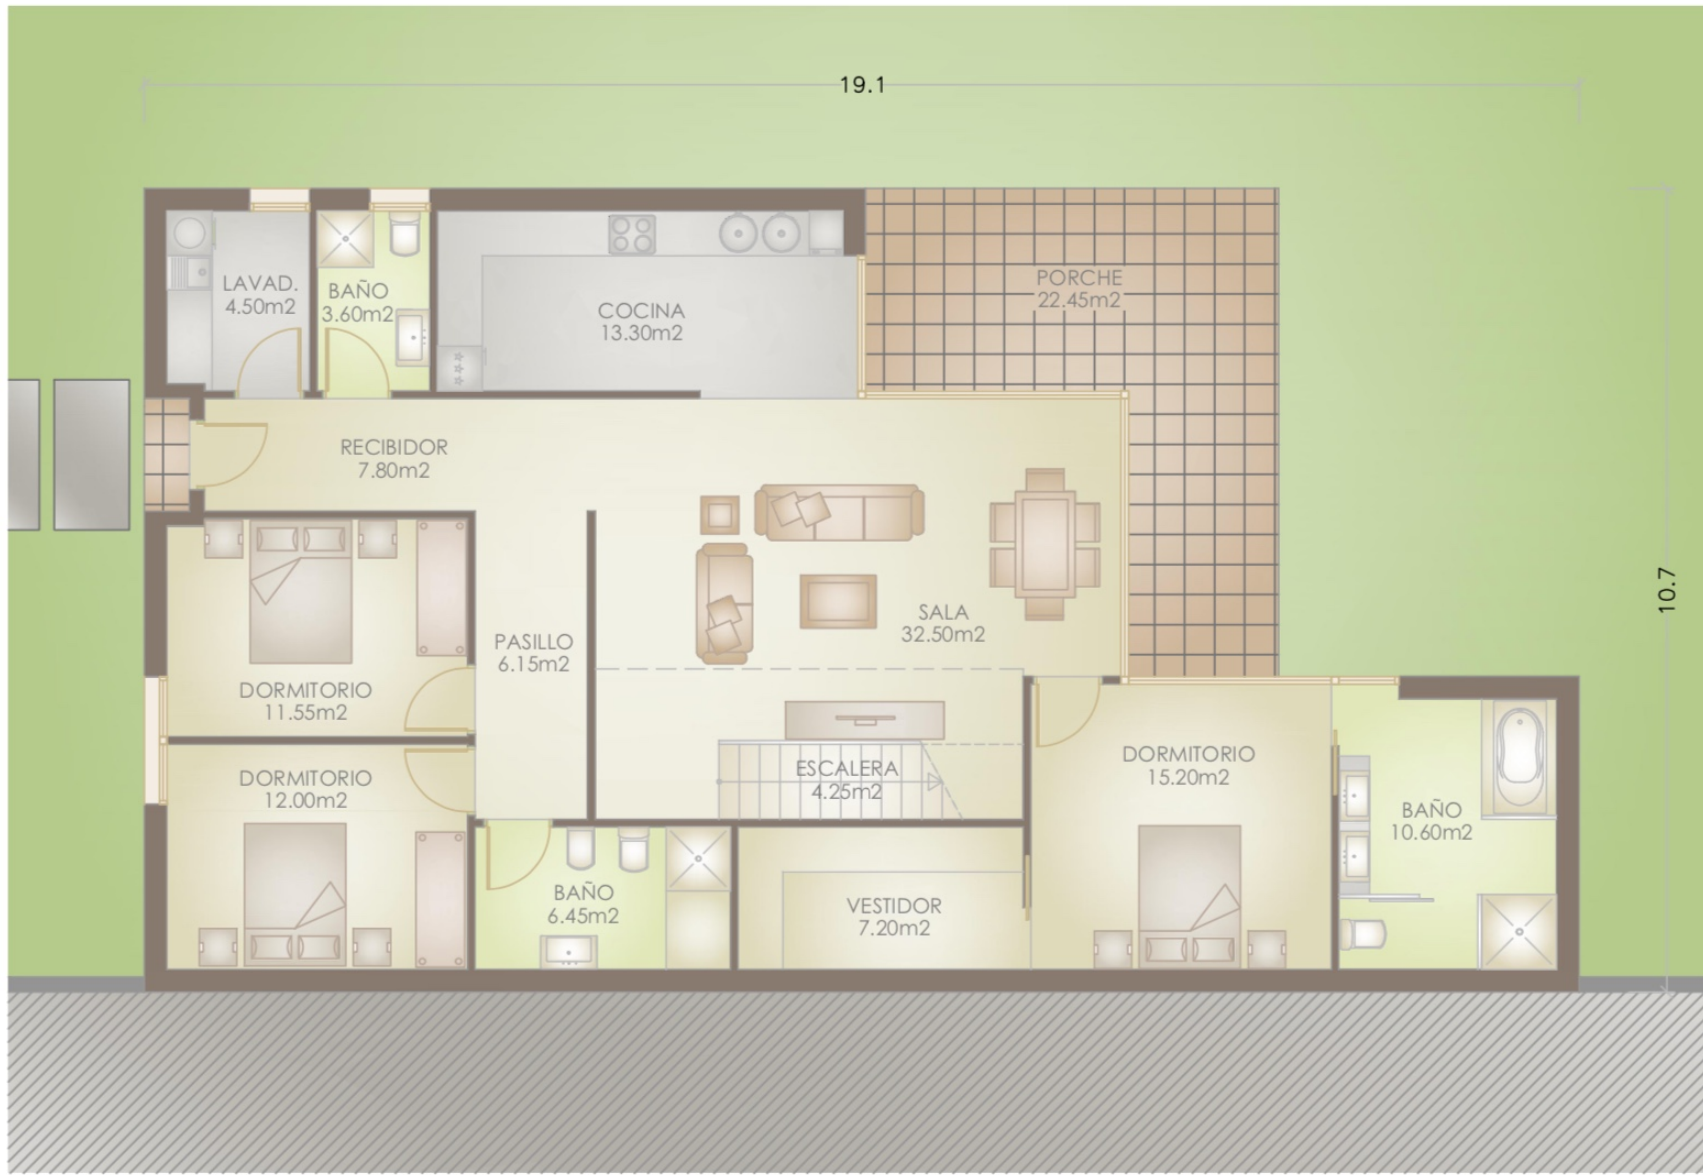 19.1
LAVAD.
4.50m2
BAÑO
3.60m2
COCINA
13.30m2
PORCHE
22.45m2
RECIBIDOR
7.80m2
10.7
PASILLO
6.15m2
SALA
32.50m2
DORMITORIO
11.55m2
DORMITORIO
12.00m2
ESCALERA
4.25m2
DORMITORIO
15.20m2
BAÑO
10.60m2
BAÑO
6.45m2
VESTIDOR
7.20m2